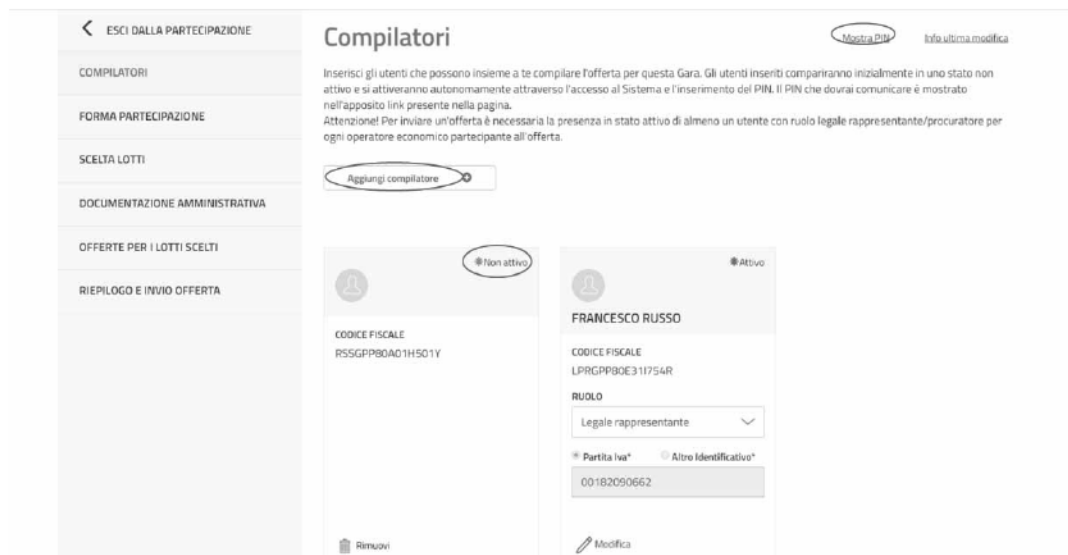 ESCI DALLA PARTECIPAZIONE
COMPILATORI
FORMA PARTECIPAZIONE
SCELTA LOTTI
DOCUMENTAZIONE AMMINISTRATIVA
OFFERTE PER I LOTTI SCELTI
RIEPILOGO E INVIO OFFERTA
Compilatori
Mostra PIN
Info ultima modifica
Inserisci gli utenti che possono insieme a te compilare l'offerta per questa Gara. Gli utenti inseriti compariranno inizialmente in uno stato non
attivo e si attiveranno autonomamente attraverso l'accesso al Sistema e l'inserimento del PIN. Il PIN che dovrai comunicare è mostrato
nell'apposito link presente nella pagina.
Attenzione! Per inviare un'offerta è necessaria la presenza in stato attivo di almeno un utente con ruolo legale rappresentante/procuratore per
ogni operatore economico partecipante all'offerta.
Aggiungi compilatore
Non attivo
CODICE FISCALE
RSSGPP80A01H501Y
Rimuovi
Attivo
FRANCESCO RUSSO
CODICE FISCALE
LPRGPP80E31I754R
RUOLO
Legale rappresentante
Partita Iva* Altro Identificativo*
00182090662
Modifica